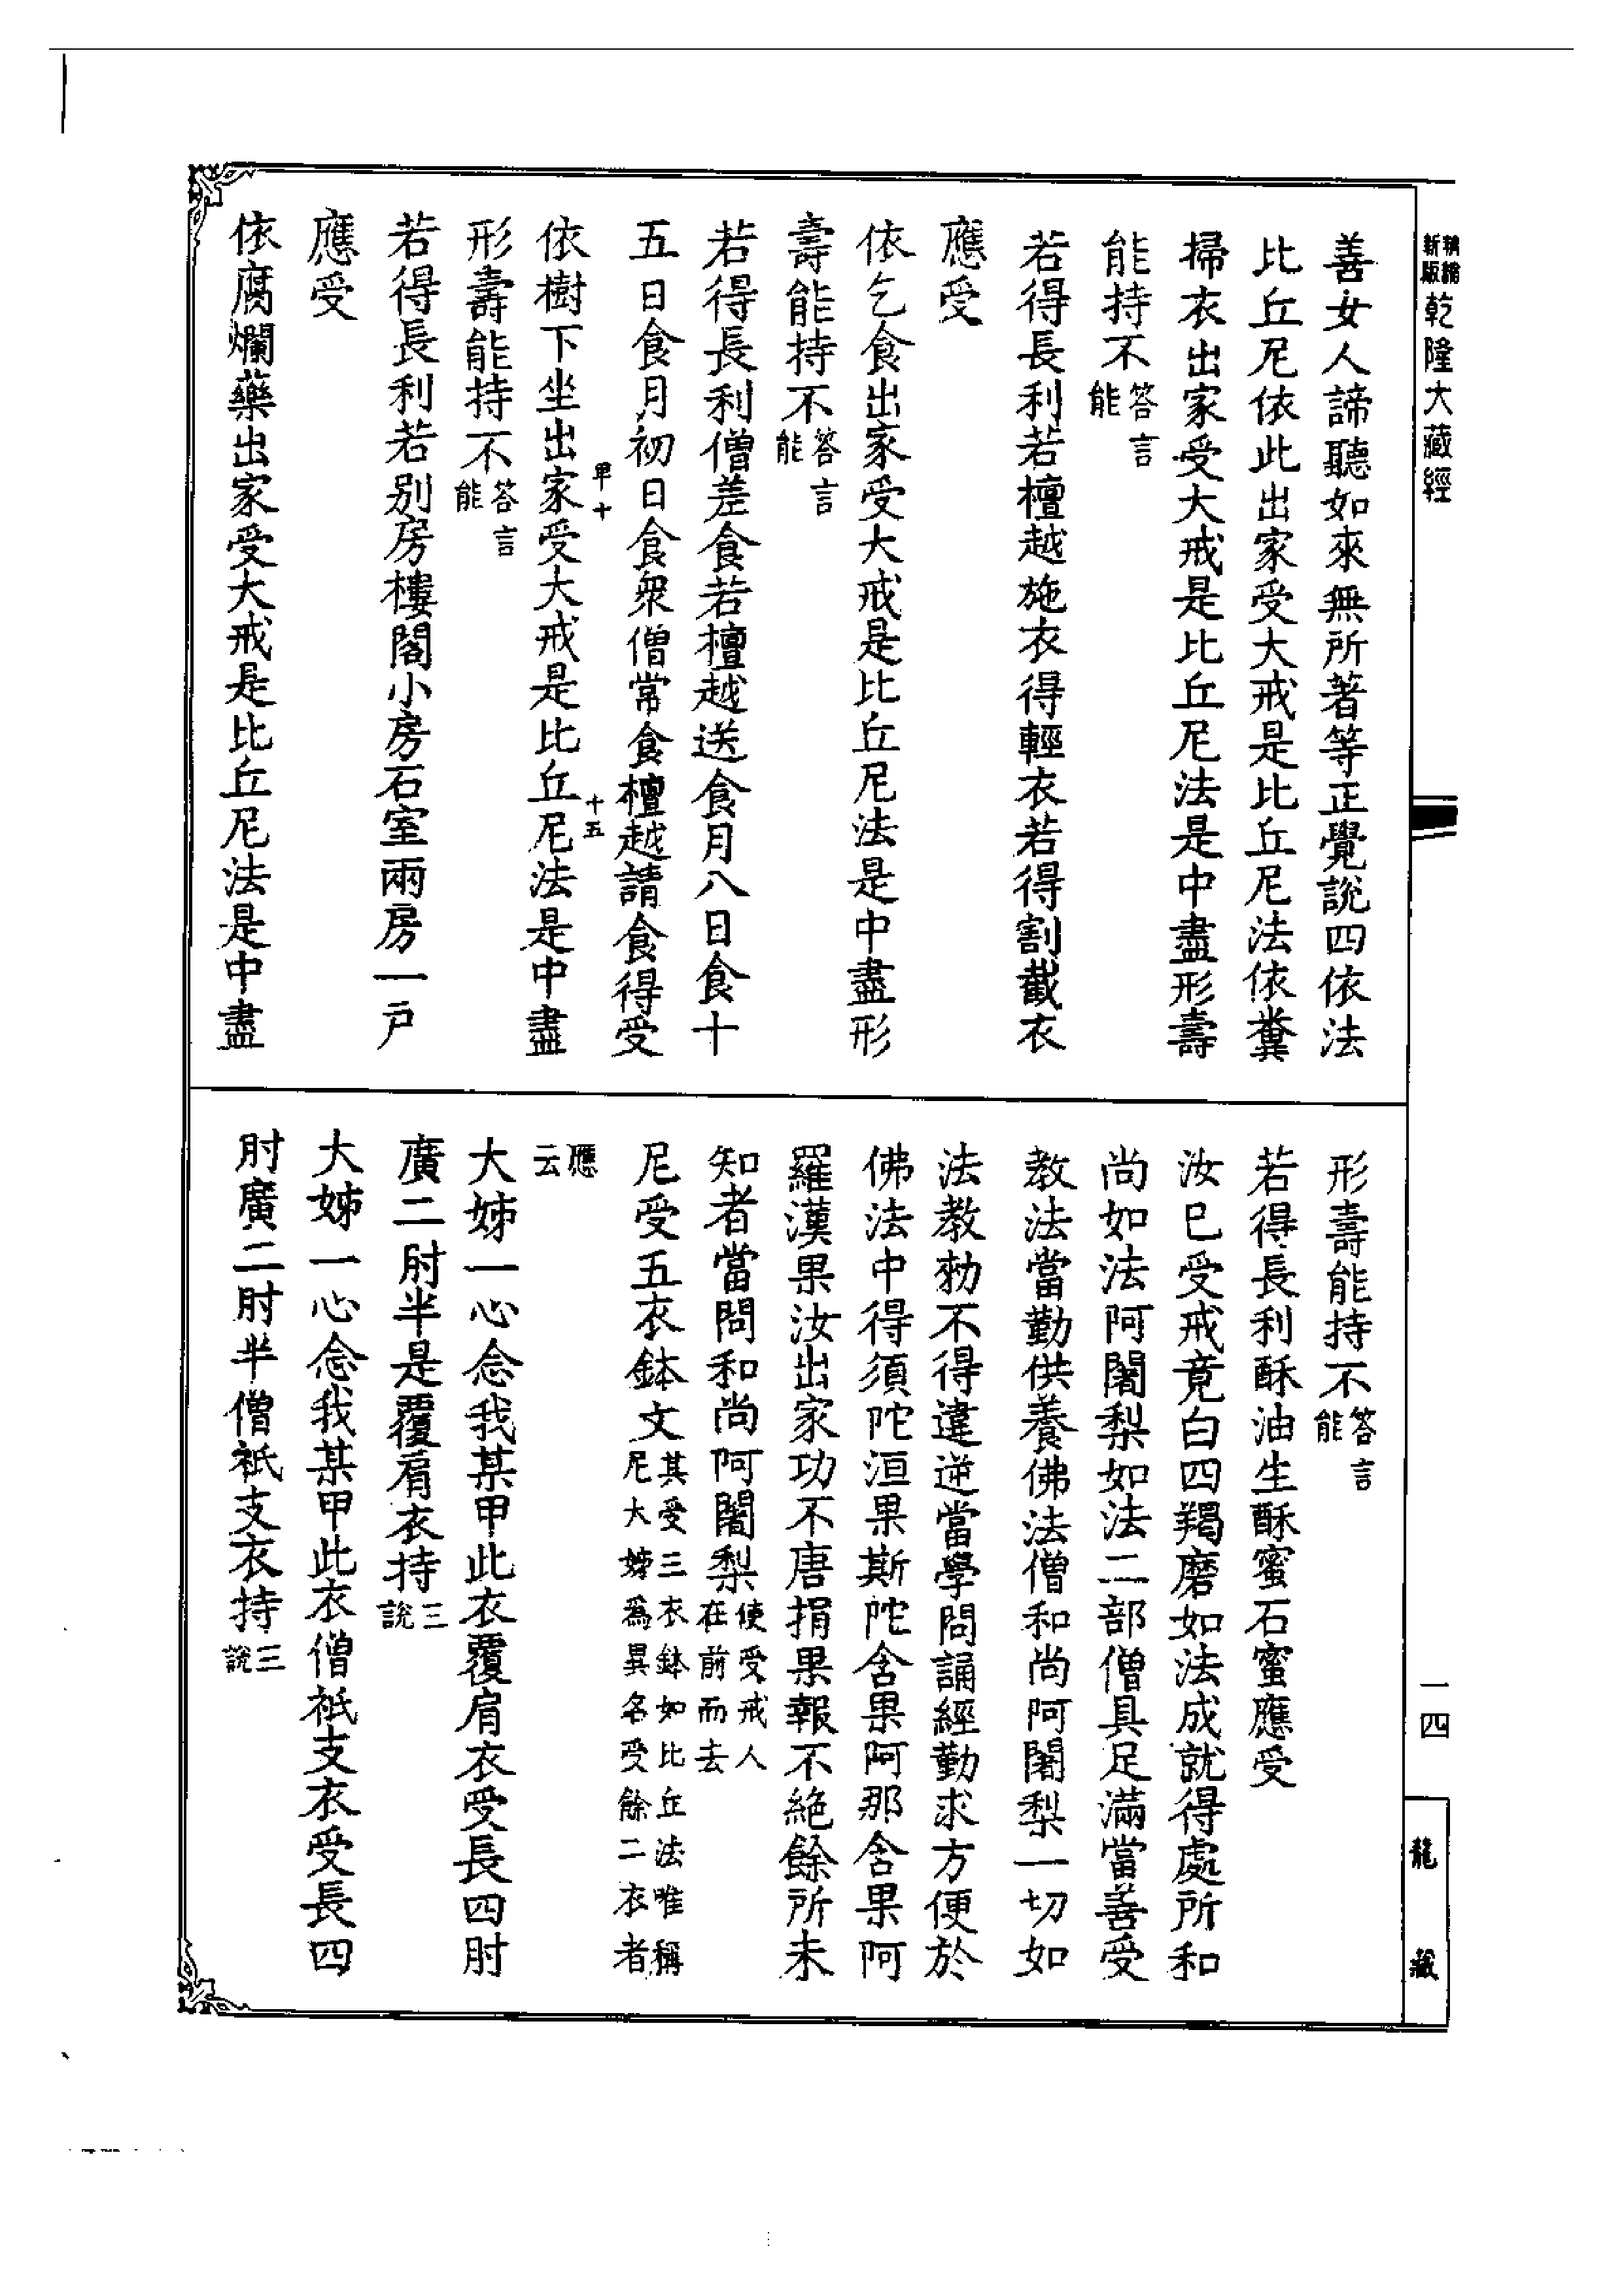 新版精縮乾隆大藏經
一四
龍藏
善女人諦聽如來無所著等正覺說四依法
比丘尼依此出家受大戒是比丘尼法依糞
掃衣出家受大戒是比丘尼法是中盡形壽
能持不答言能
若得長利若檀越施衣得輕衣若得割截衣
應受
依乞食出家受大戒是比丘尼法是中盡形
壽能持不答言能
若得長利僧差食若檀越送食月八日食十
五日食月初日食眾僧常食檀越請食得受
卑十
十五
依樹下坐出家受大戒是比丘尼法是中盡
形壽能持不答言能
若得長利若別房樓閣小房石室兩房一戶
應受
依腐爛藥出家受大戒是比丘尼法是中盡
形壽能持不答言能
若得長利酥油生酥蜜石蜜應受
汝已受戒竟白四羯磨如法成就得處所和
尚如法阿闍梨如法二部僧具足滿當善受
教法當勤供養佛法僧和尚阿闍梨一切如
法教勑不得違逆當學問誦經勤求方便於
佛法中得須陀洹果斯陀含果阿那含果阿
羅漢果汝出家功不唐捐果報不絕餘所未
知者當問和尚阿闍梨使受戒人在前而去
尼受五衣鉢文其受三衣鉢如比丘法唯稱尼大姊為異名受餘二衣者
應云
大姊一心念我某甲此衣覆肩衣受長四肘
廣二肘半是覆肩衣持三說
大姊一心念我某甲此衣僧祇支衣受長四
肘廣二肘半僧祇支衣持三說